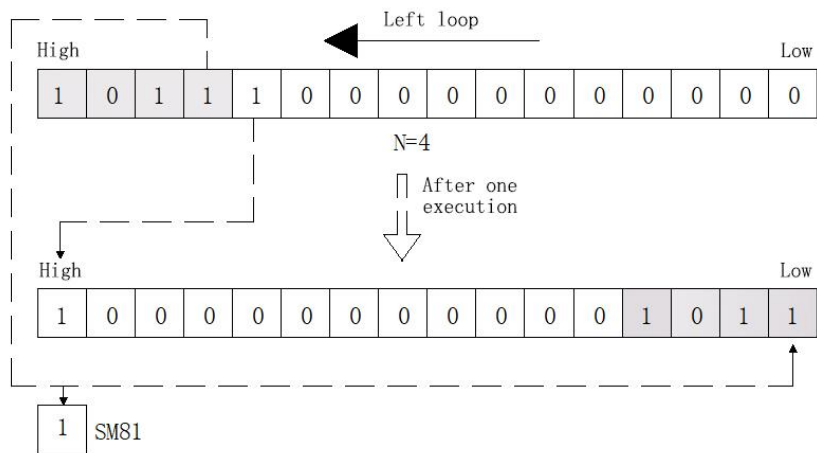 Left loop
High Low
1 0 1 1 1 0 0 0 0 0 0 0 0 0 0 0
N=4
After one
execution
High Low
1 0 0 0 0 0 0 0 0 0 0 0 1 0 1 1
1 SM81